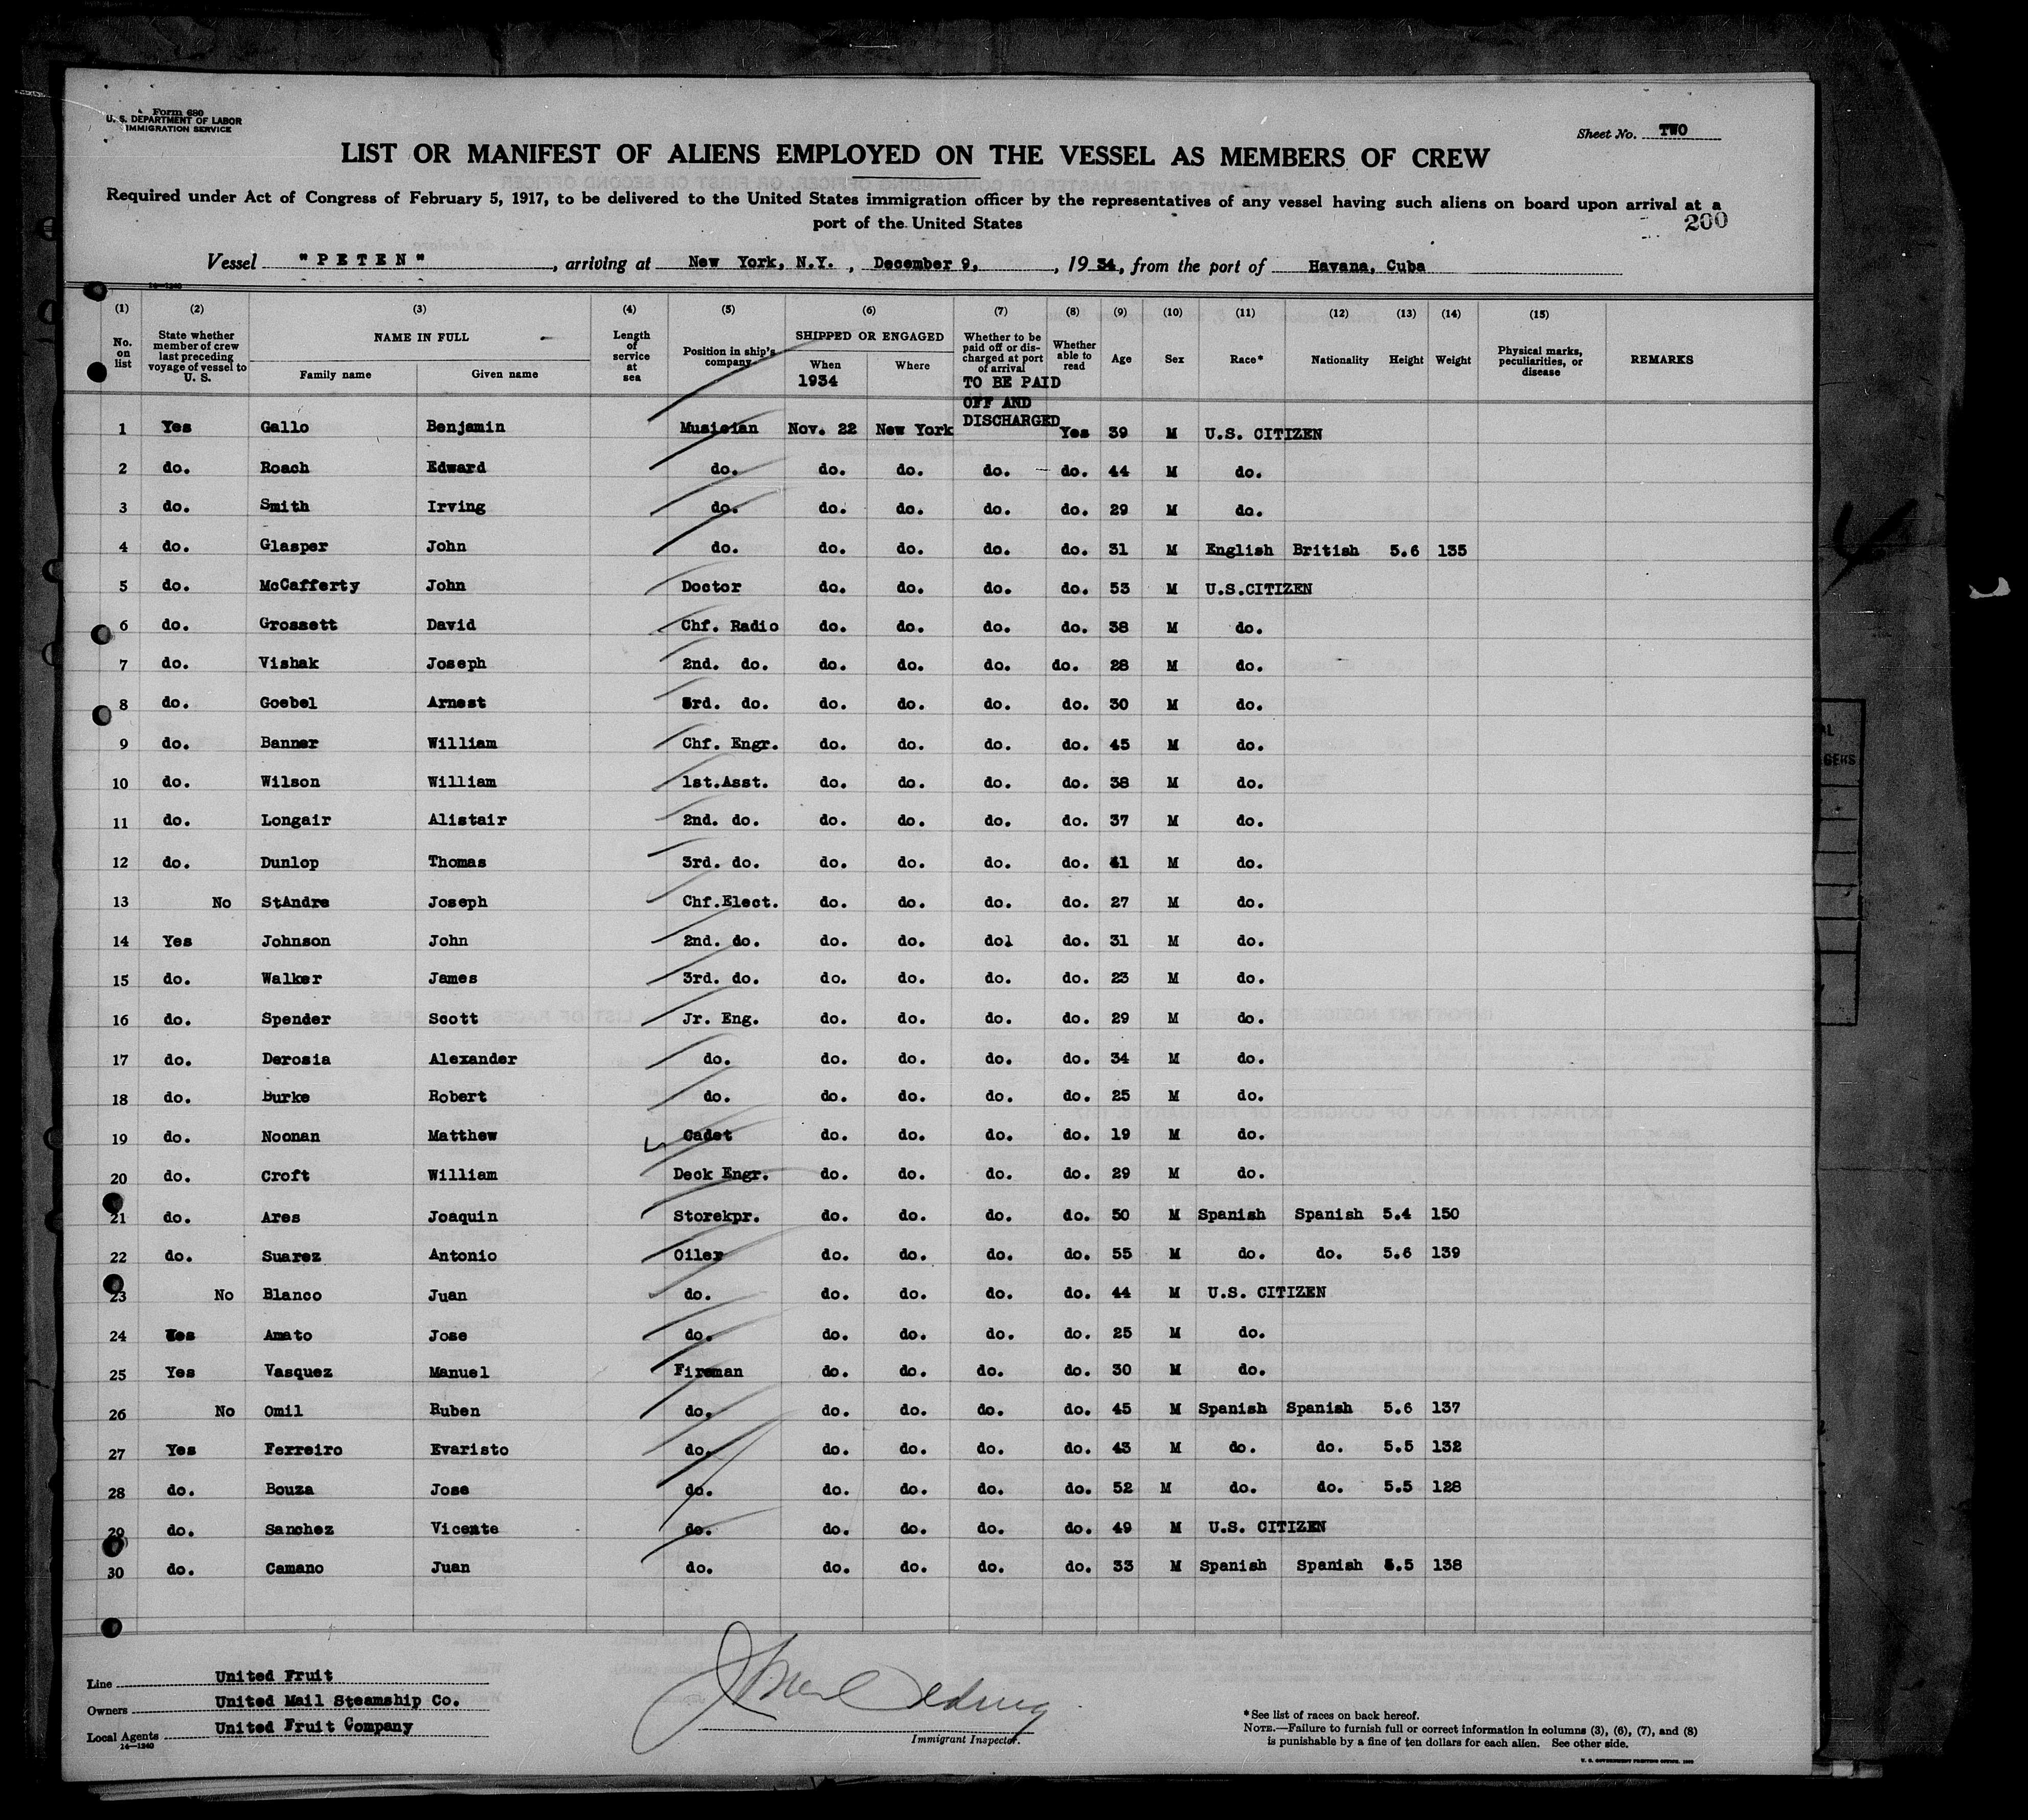 Form 680
U. S. DEPARTMENT OF LABOR
IMMIGRATION SERVICE
Sheet No. TWO
LIST OR MANIFEST OF ALIENS EMPLOYED ON THE VESSEL AS MEMBERS OF CREW
Required under Act of Congress of February 5, 1917, to be delivered to the United States immigration officer by the representatives of any vessel having such aliens on board upon arrival at a
port of the United States
200
Vessel "PETEN", arriving at New York, N.Y., December 9, , 1934, from the port of Havana, Cuba
14—1240
(1) (2) (3) (4) (5) (6) (7) (8) (9) (10) (11) (12) (13) (14) (15)
No. on list State whether member of crew last preceding voyage of vessel to U. S. NAME IN FULL Family name Given name Length of service at sea Position in ship's company SHIPPED OR ENGAGED When 1934 Where Whether to be paid off or discharged at port of arrival Whether able to read Age Sex Race* Nationality Height Weight Physical marks, peculiarities, or disease REMARKS
TO BE PAID
OFF AND
DISCHARGED
1 Yes Gallo Benjamin Musician Nov. 22 New York Yes 39 M U.S. CITIZEN
2 do. Roach Edward do. do. do. do. do. 44 M do.
3 do. Smith Irving do. do. do. do. do. 29 M do.
4 do. Glasper John do. do. do. do. do. 31 M English British 5.6 135
5 do. McCafferty John Doctor do. do. do. do. 53 M U.S.CITIZEN
6 do. Grossett David Chf. Radio do. do. do. do. 38 M do.
7 do. Vishak Joseph 2nd. do. do. do. do. do. 28 M do.
8 do. Goebel Arnest 3rd. do. do. do. do. do. 30 M do.
9 do. Banner William Chf. Engr. do. do. do. do. 45 M do.
10 do. Wilson William 1st.Asst. do. do. do. do. 38 M do.
11 do. Longair Alistair 2nd. do. do. do. do. do. 37 M do.
12 do. Dunlop Thomas 3rd. do. do. do. do. do. 41 M do.
13 No StAndre Joseph Chf.Elect. do. do. do. do. 27 M do.
14 Yes Johnson John 2nd. do. do. do. do1 do. 31 M do.
15 do. Walker James 3rd. do. do. do. do. do. 23 M do.
16 do. Spender Scott Jr. Eng. do. do. do. do. 29 M do.
17 do. Derosia Alexander do. do. do. do. do. 34 M do.
18 do. Burke Robert do. do. do. do. do. 25 M do.
19 do. Noonan Matthew Cadet do. do. do. do. 19 M do.
20 do. Croft William Deck Engr. do. do. do. do. 29 M do.
21 do. Ares Joaquin Storekpr. do. do. do. do. 50 M Spanish Spanish 5.4 150
22 do. Suarez Antonio Oiler do. do. do. do. 55 M do. do. 5.6 139
23 No Blanco Juan do. do. do. do. do. 44 M U.S. CITIZEN
24 Yes Amato Jose do. do. do. do. do. 25 M do.
25 Yes Vasquez Manuel Fireman do. do. do. do. 30 M do.
26 No Omil Ruben do. do. do. do. do. 45 M Spanish Spanish 5.6 137
27 Yes Ferreiro Evaristo do. do. do. do. do. 43 M do. do. 5.5 132
28 do. Bouza Jose do. do. do. do. do. 52 M do. do. 5.5 128
29 do. Sanchez Vicente do. do. do. do. do. 49 M U.S. CITIZEN
30 do. Camano Juan do. do. do. do. do. 33 M Spanish Spanish 5.5 138
Line United Fruit
Owners United Mail Steamship Co.
Local Agents United Fruit Company
14—1240
Immigrant Inspector.
*See list of races on back hereof.
NOTE.—Failure to furnish full or correct information in columns (3), (6), (7), and (8)
is punishable by a fine of ten dollars for each alien. See other side.